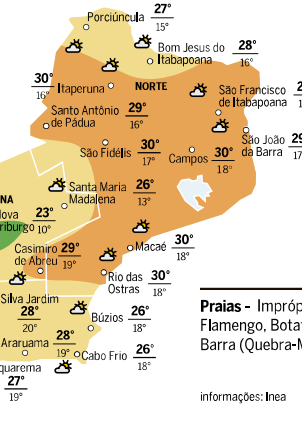 Porciúncula 27°
15°
Bom Jesus do
Itabapoana 28°
16°
30°
16° Itaperuna
NORTE
São Francisco
de Itabapoana
Santo Antônio
de Pádua 29°
16°
São Fidélis 30°
17°
Campos 30°
18°
São João
da Barra 29
17
Santa Maria
Madalena 26°
13°
23°
10°
Casimiro
de Abreu 29°
19°
Macaé 30°
18°
Rio das
Ostras 30°
18°
Silva Jardim
28°
20°
Búzios 26°
18°
Araruama 28°
19°
Cabo Frio 26°
18°
27°
19°
Praias - Impróp
Flamengo, Bota
Barra (Quebra-M
informações: Inea